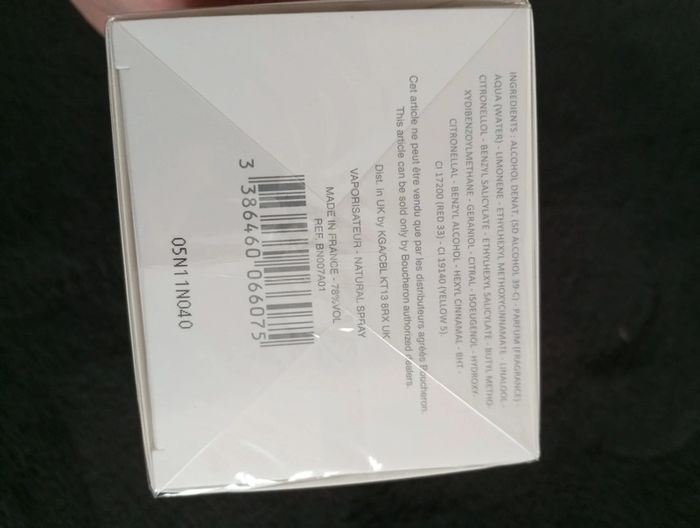 INGREDIENTS : ALCOHOL DENAT. (SD ALCOHOL 39-C) - PARFUM (FRAGRANCE) -
AQUA (WATER) - LIMONENE - ETHYLHEXYL METHOXYCINNAMATE - LINALOOL -
CITRONELLOL - BENZYL SALICYLATE - ETHYLHEXYL SALICYLATE - BUTYL METHO-
XYDIBENZOYLMETHANE - GERANIOL - CITRAL - ISOEUGENOL - HYDROXY-
CITRONELLAL - BENZYL ALCOHOL - HEXYL CINNAMAL - BHT -
CI 17200 (RED 33) - CI 19140 (YELLOW 5).
Cet article ne peut être vendu que par les distributeurs agréés Boucheron.
This article can be sold only by Boucheron authorized dealers.
Dist. in UK by KGA/CBL KT13 8RX UK
VAPORISATEUR - NATURAL SPRAY
MADE IN FRANCE - 78%VOL
REF. BN007A01
3 386460 066075
05N11N040